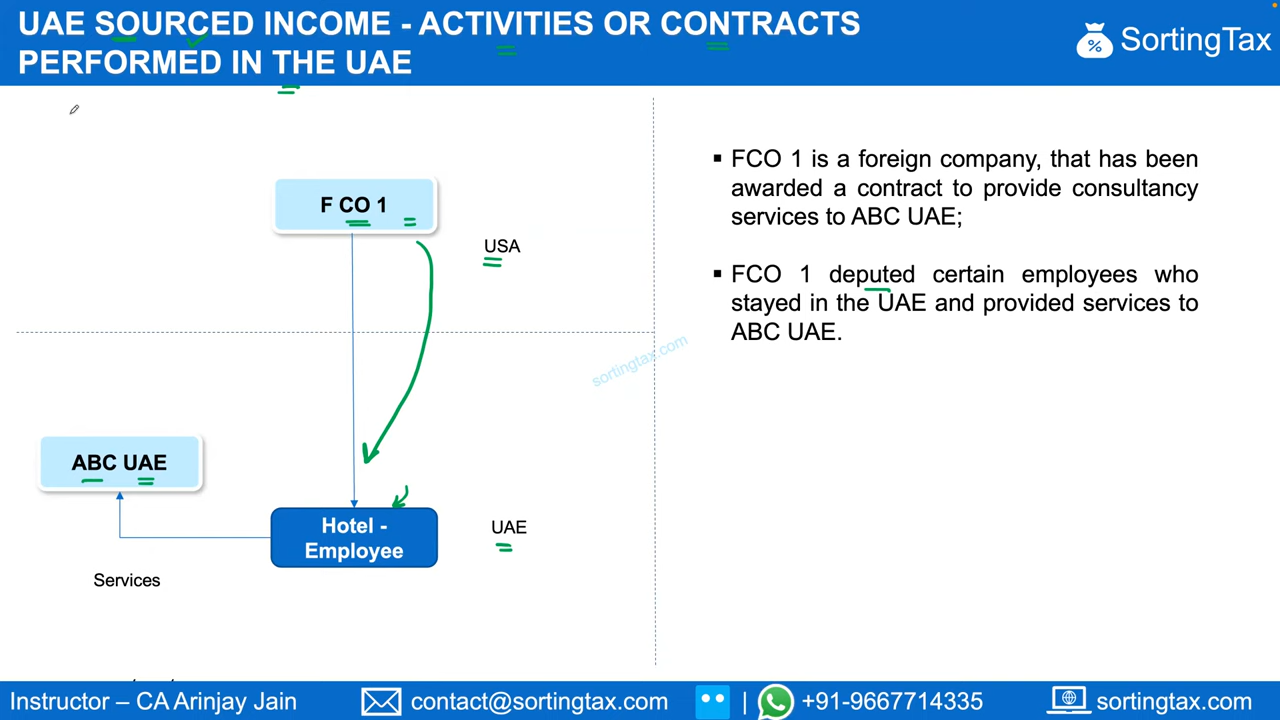 UAE SOURCED INCOME - ACTIVITIES OR CONTRACTS
PERFORMED IN THE UAE
SortingTax
F CO 1
USA
ABC UAE
Hotel -
Employee
UAE
Services
▪ FCO 1 is a foreign company, that has been
awarded a contract to provide consultancy
services to ABC UAE;
▪ FCO 1 deputed certain employees who
stayed in the UAE and provided services to
ABC UAE.
sortingtax.com
Instructor – CA Arinjay Jain
contact@sortingtax.com
|
+91-9667714335
sortingtax.com